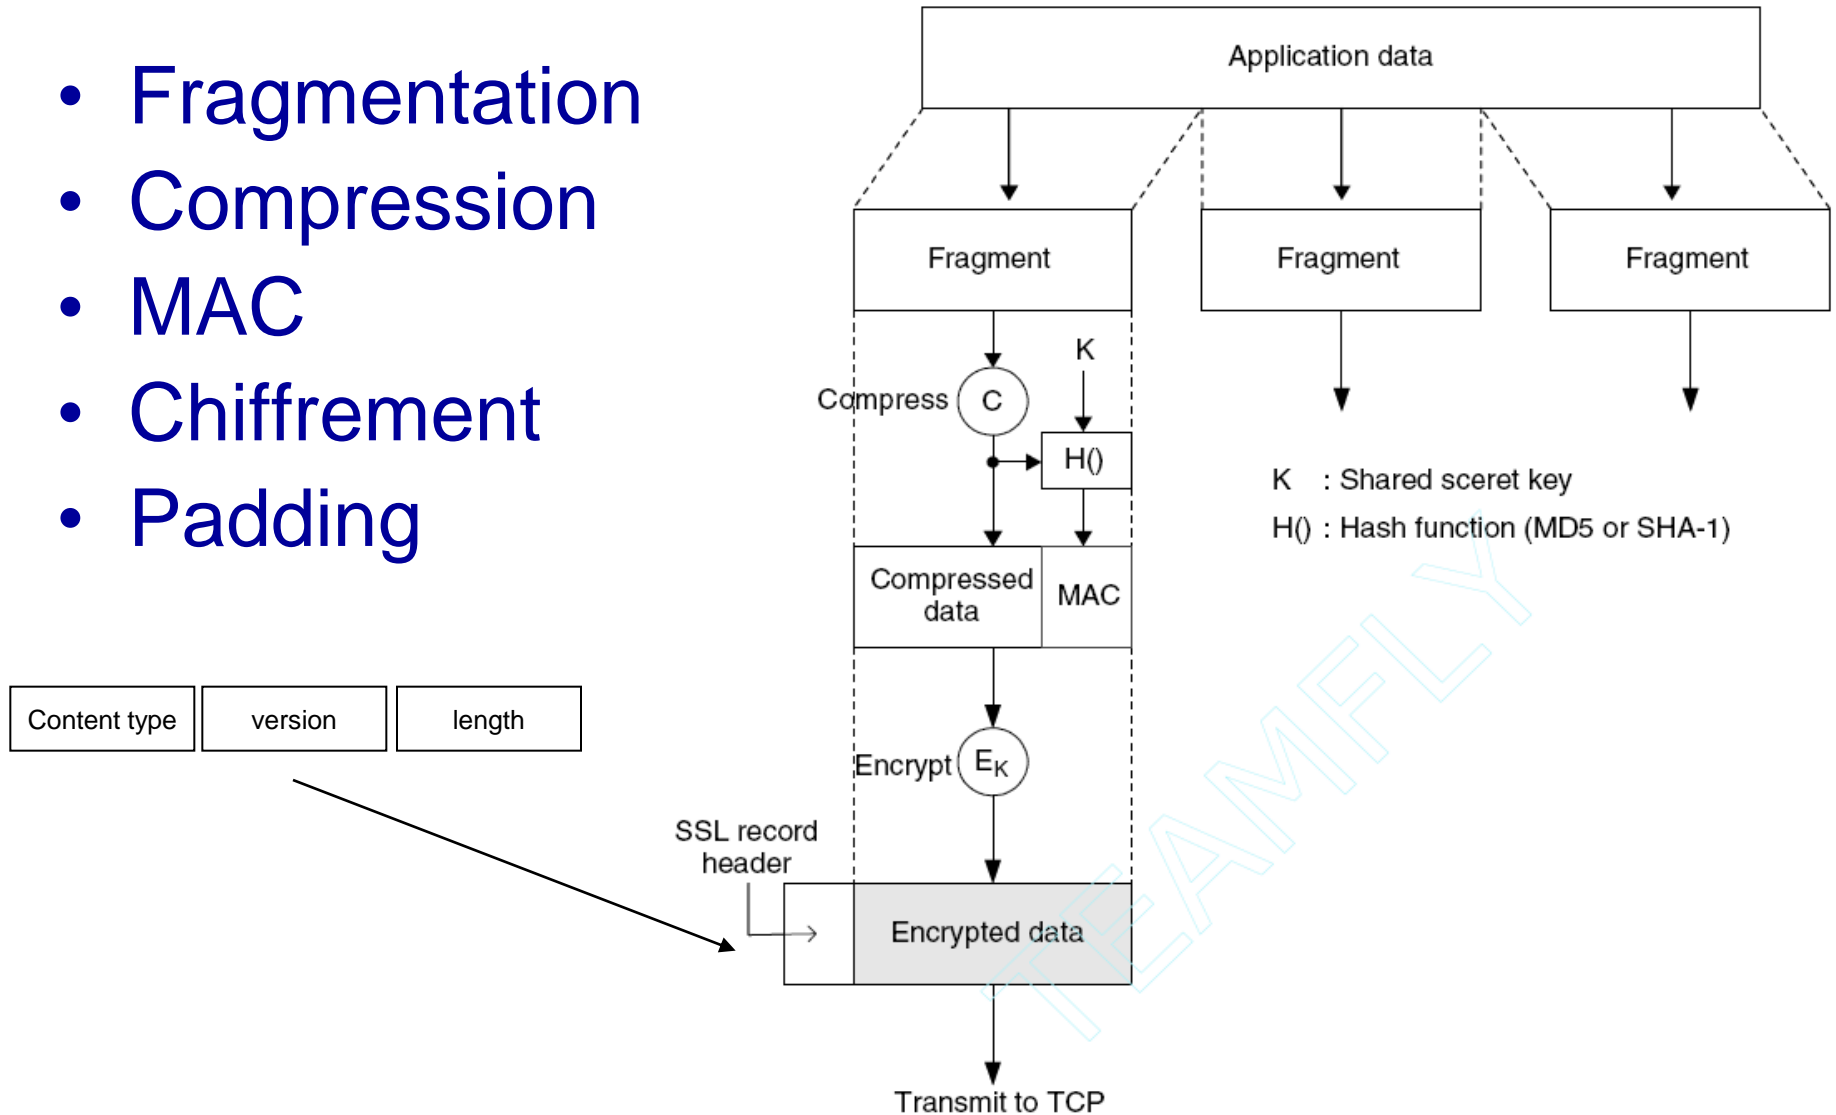 • Fragmentation
• Compression
• MAC
• Chiffrement
• Padding
Application data
Fragment
Fragment
Fragment
K
Compress
C
H()
K : Shared sceret key
H() : Hash function (MD5 or SHA-1)
Compressed
data
MAC
Content type
version
length
Encrypt
EK
SSL record
header
Encrypted data
Transmit to TCP
TEAMFLY